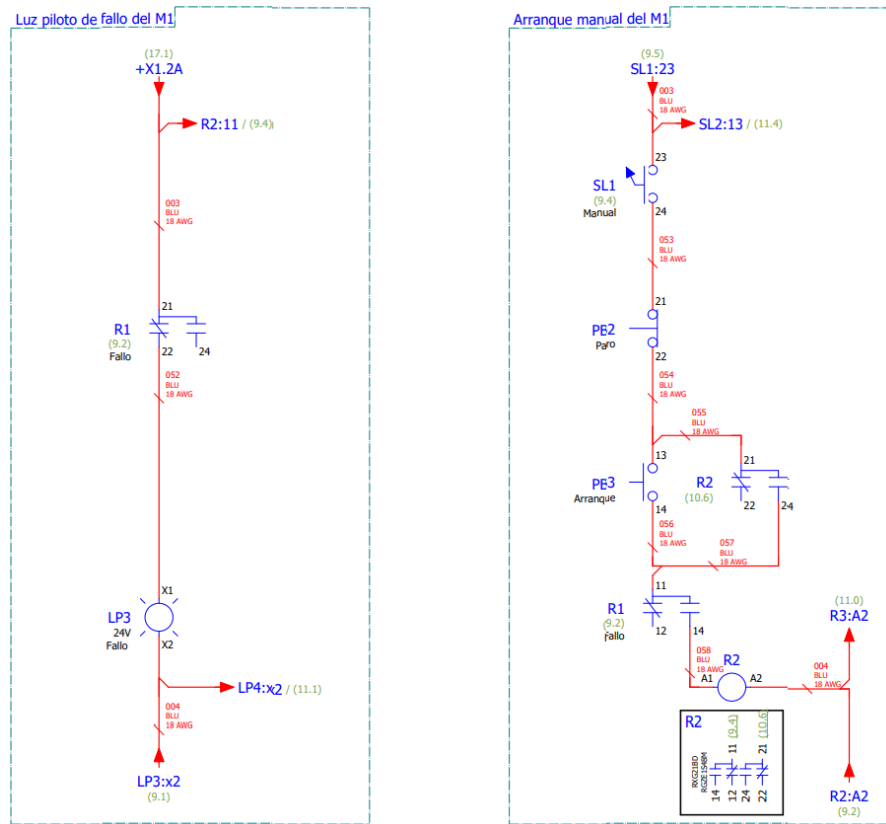 Luz piloto de fallo del M1
(17.1)
+X1.2A
R2:11 / (9.4)
003
BLU
18 AWG
21
R1
(9.2)
Fallo
22
24
052
BLU
18 AWG
X1
LP3
24V
Fallo
X2
LP4:x2 / (11.1)
004
BLU
18 AWG
LP3:x2
(9.1)
Arranque manual del M1
(9.5)
SL1:23
003
BLU
18 AWG
SL2:13 / (11.4)
23
SL1
(9.4)
Manual
24
053
BLU
18 AWG
21
PB2
Paro
22
054
BLU
18 AWG
055
BLU
18 AWG
13
21
PB3
Arranque
R2
(10.6)
14
22
24
056
BLU
18 AWG
057
BLU
18 AWG
11
R1
(9.2)
Fallo
12
14
(11.0)
R3:A2
058
BLU
18 AWG
R2
A1
A2
004
BLU
18 AWG
R2
11 (9.4)
21 (10.6)
RXG21BD
RGZE1S48M
14
12
24
22
R2:A2
(9.2)